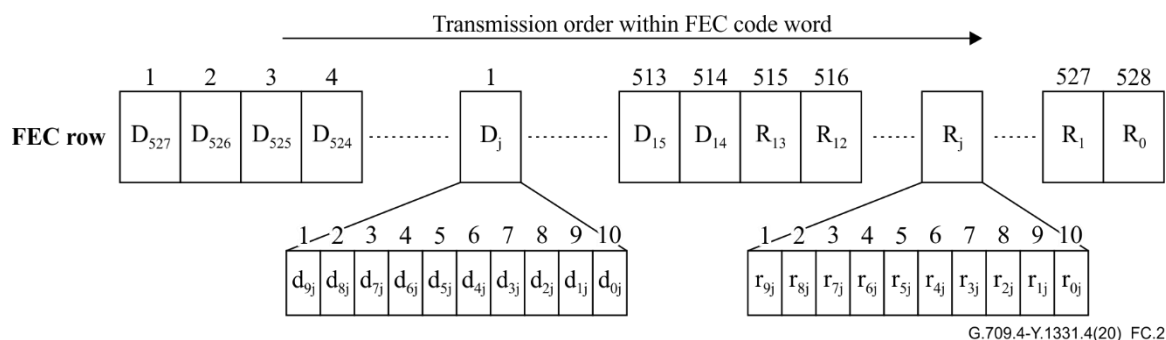 Transmission order within FEC code word
1 2 3 4 1 513 514 515 516 527 528
FEC row D₅₂₇ D₅₂₆ D₅₂₅ D₅₂₄ Dⱼ D₁₅ D₁₄ R₁₃ R₁₂ Rⱼ R₁ R₀
1 2 3 4 5 6 7 8 9 10 1 2 3 4 5 6 7 8 9 10
d₉ⱼ d₈ⱼ d₇ⱼ d₆ⱼ d₅ⱼ d₄ⱼ d₃ⱼ d₂ⱼ d₁ⱼ d₀ⱼ r₉ⱼ r₈ⱼ r₇ⱼ r₆ⱼ r₅ⱼ r₄ⱼ r₃ⱼ r₂ⱼ r₁ⱼ r₀ⱼ
G.709.4-Y.1331.4(20)_FC.2